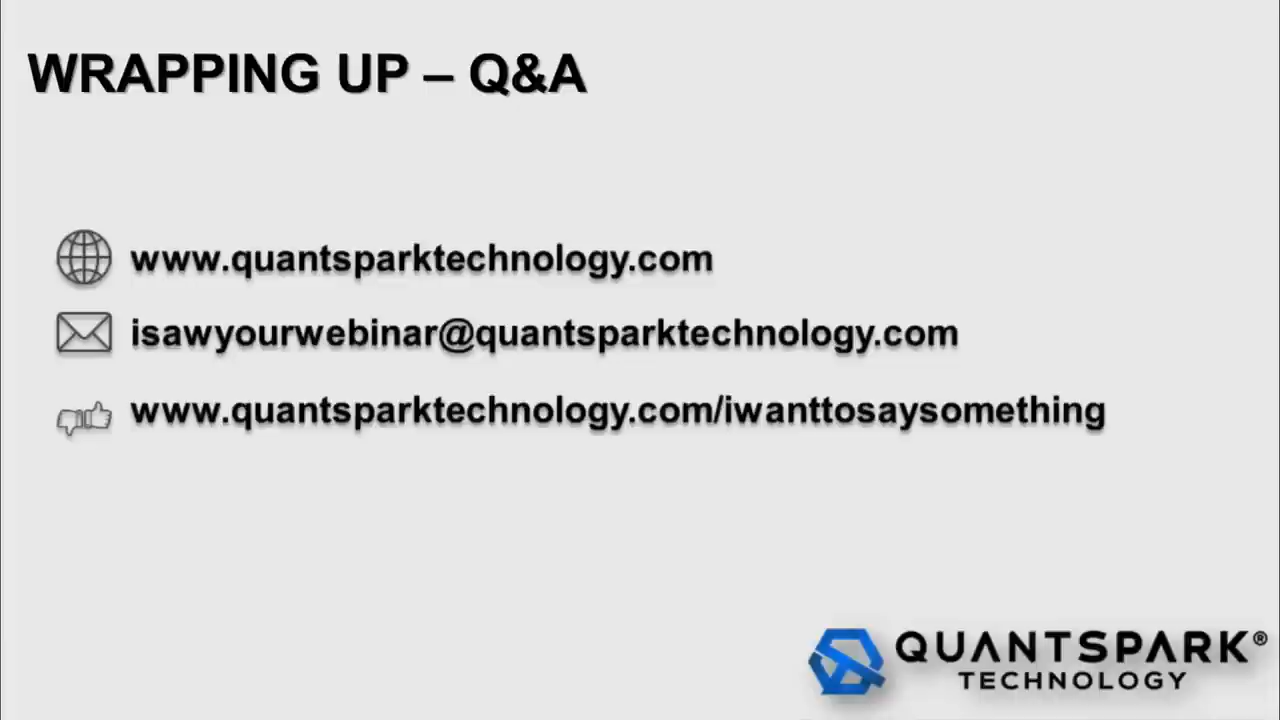 WRAPPING UP – Q&A
www.quantsparktechnology.com
isawyourwebinar@quantsparktechnology.com
www.quantsparktechnology.com/iwanttosaysomething
QUANTSPARK®
TECHNOLOGY